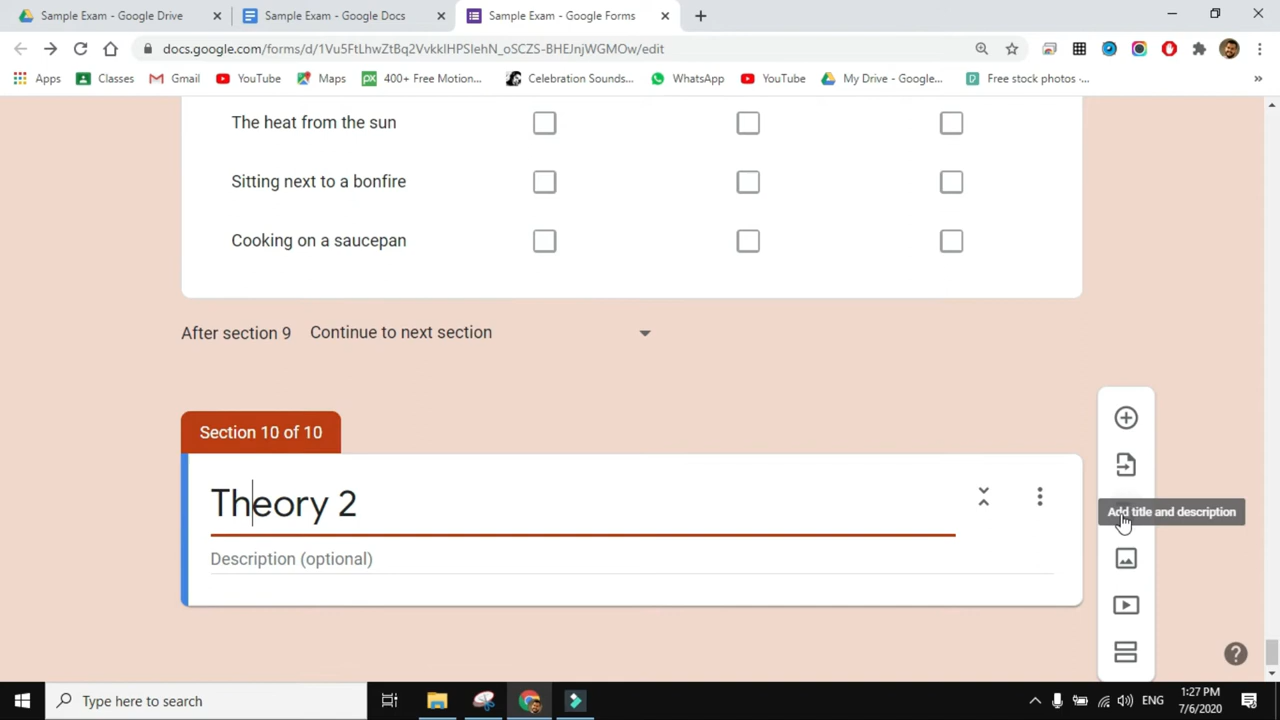 Sample Exam - Google Drive
Sample Exam - Google Docs
Sample Exam - Google Forms
docs.google.com/forms/d/1Vu5FtLhwZtBq2VvkklHPSlehN_oSCZS-BHEJnjWGMOw/edit
Apps Classes Gmail YouTube Maps 400+ Free Motion... Celebration Sounds... WhatsApp YouTube My Drive - Google... Free stock photos -...
The heat from the sun
Sitting next to a bonfire
Cooking on a saucepan
After section 9 Continue to next section
Section 10 of 10
Theory 2
Add title and description
Description (optional)
Type here to search
ENG
1:27 PM
7/6/2020